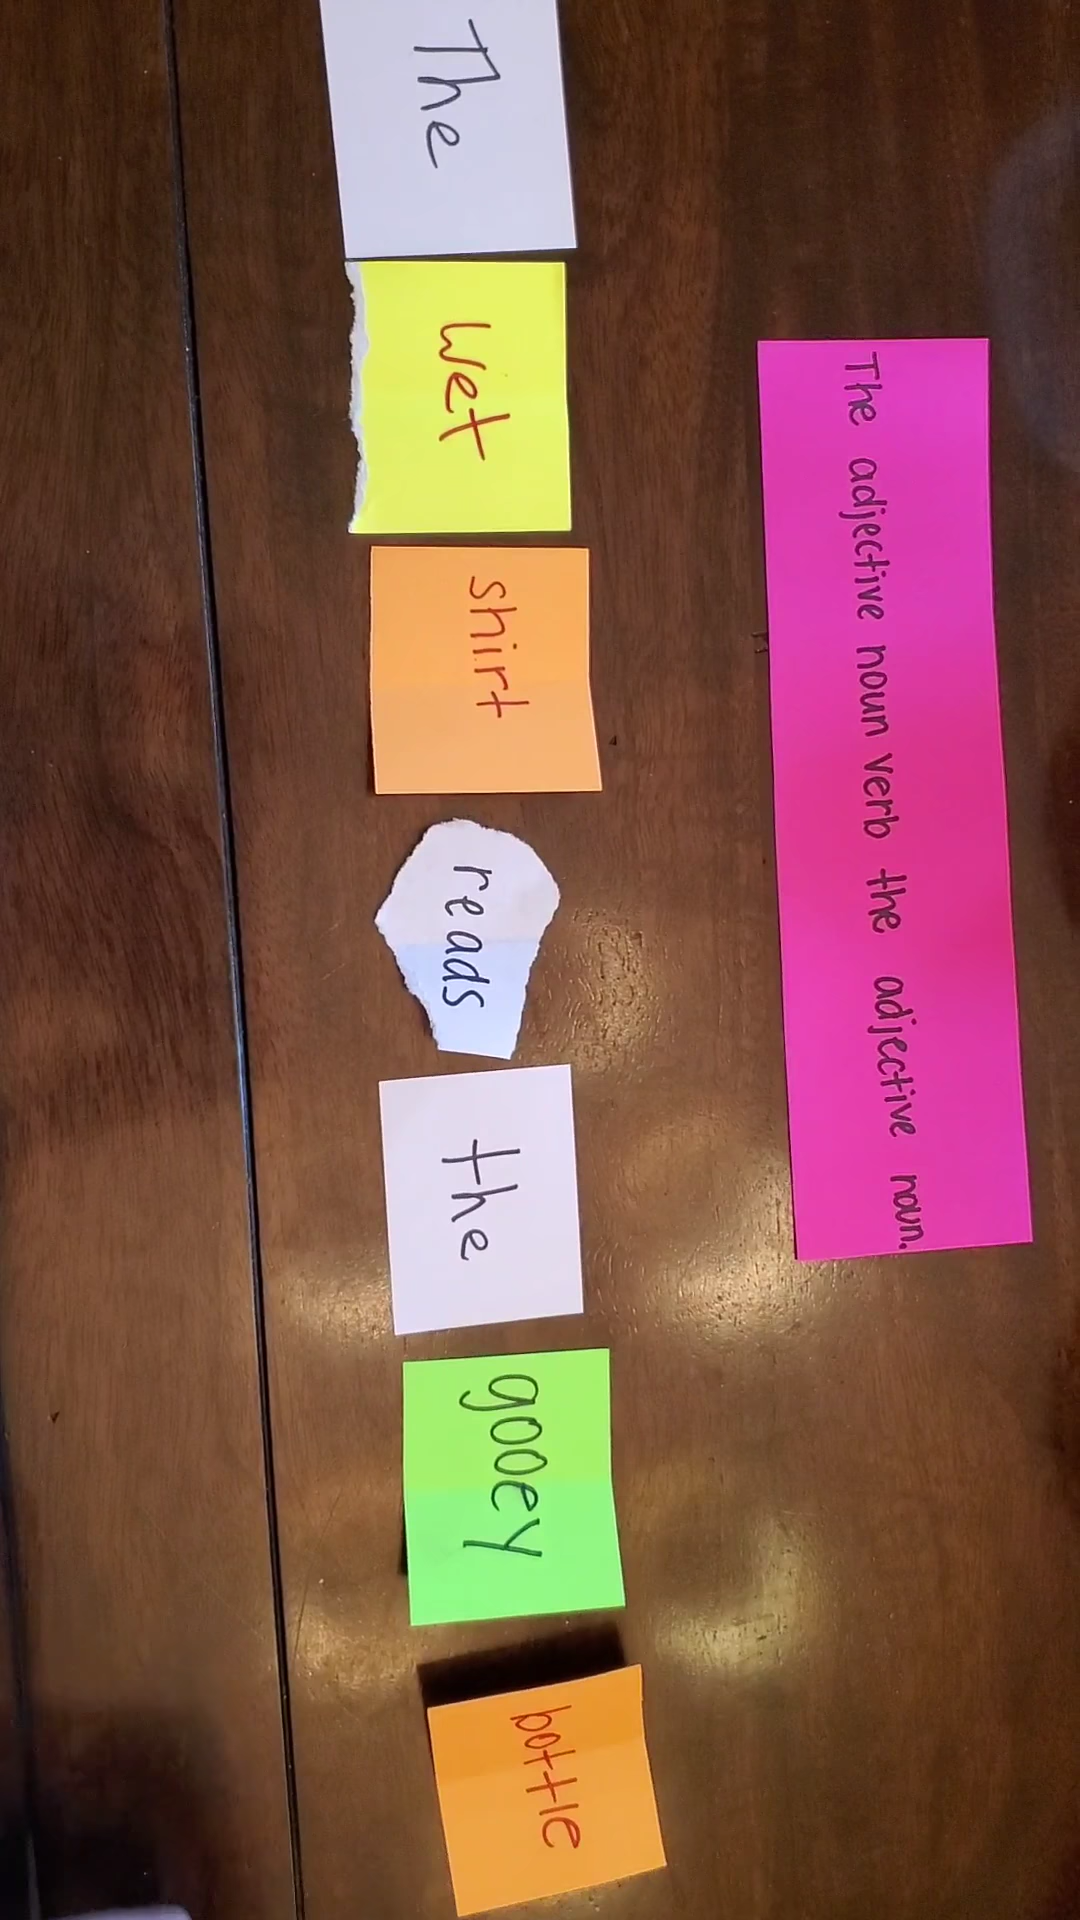 The adjective noun verb the adjective noun.
The wet shirt reads the gooey bottle